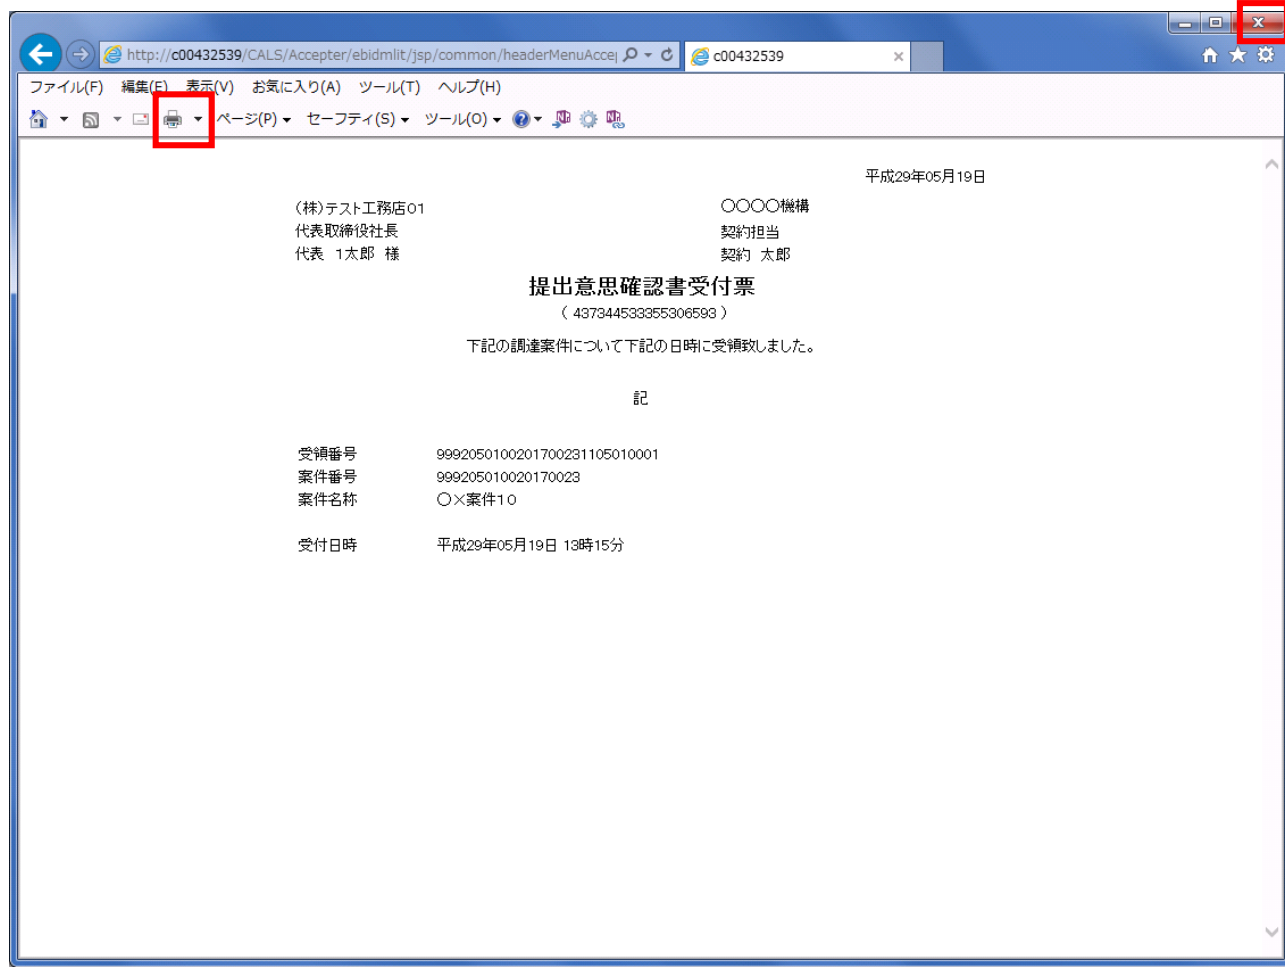 http://c00432539/CALS/Accepter/ebidmlit/jsp/common/headerMenuAccep
c00432539
ファイル(F) 編集(E) 表示(V) お気に入り(A) ツール(T) ヘルプ(H)
ページ(P) セーフティ(S) ツール(O)
平成29年05月19日
(株)テスト工務店01
〇〇〇〇機構
代表取締役社長
契約担当
代表 1太郎 様
契約 太郎
提出意思確認書受付票
( 437344533355306593 )
下記の調達案件について下記の日時に受領致しました。
記
受領番号 9992050100201700231105010001
案件番号 999205010020170023
案件名称 〇×案件10
受付日時 平成29年05月19日 13時15分